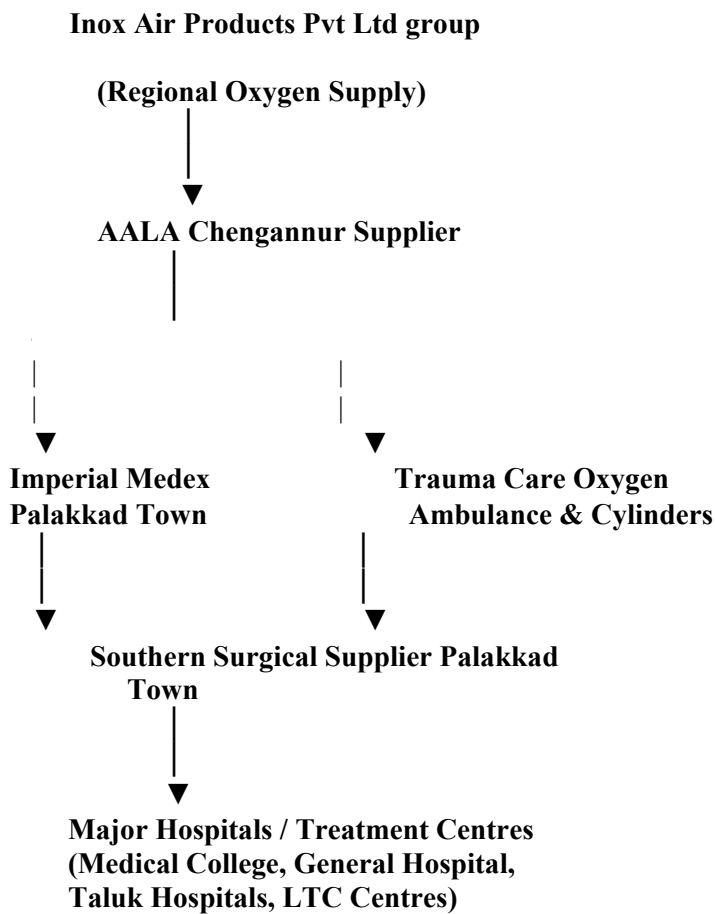 Inox Air Products Pvt Ltd group
(Regional Oxygen Supply)
AALA Chengannur Supplier
Imperial Medex
Palakkad Town
Trauma Care Oxygen
Ambulance & Cylinders
Southern Surgical Supplier Palakkad
Town
Major Hospitals / Treatment Centres
(Medical College, General Hospital,
Taluk Hospitals, LTC Centres)